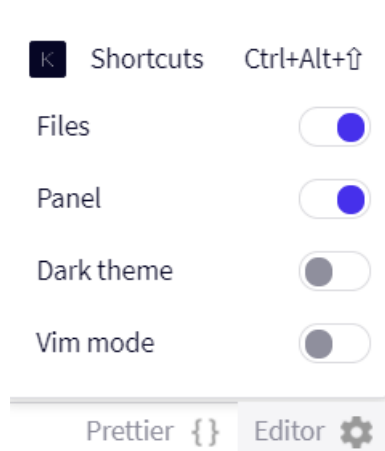 K Shortcuts Ctrl+Alt+⇧
Files
Panel
Dark theme
Vim mode
Prettier { } Editor